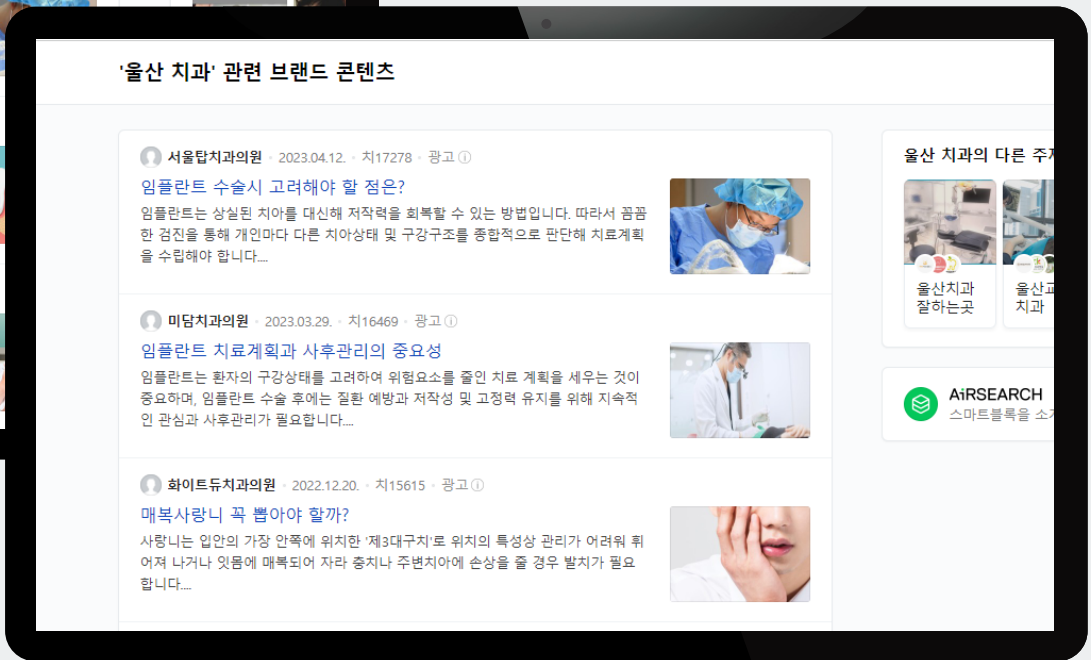 '울산 치과' 관련 브랜드 콘텐츠
서울탑치과의원 · 2023.04.12. · 치17278 · 광고
임플란트 수술시 고려해야 할 점은?
임플란트는 상실된 치아를 대신해 저작력을 회복할 수 있는 방법입니다. 따라서 꼼꼼
한 검진을 통해 개인마다 다른 치아상태 및 구강구조를 종합적으로 판단해 치료계획
을 수립해야 합니다....
미담치과의원 · 2023.03.29. · 치16469 · 광고
임플란트 치료계획과 사후관리의 중요성
임플란트는 환자의 구강상태를 고려하여 위험요소를 줄인 치료 계획을 세우는 것이
중요하며, 임플란트 수술 후에는 질환 예방과 저작성 및 고정력 유지를 위해 지속적
인 관심과 사후관리가 필요합니다....
화이트듀치과의원 · 2022.12.20. · 치15615 · 광고
매복사랑니 꼭 뽑아야 할까?
사랑니는 입안의 가장 안쪽에 위치한 '제3대구치'로 위치의 특성상 관리가 어려워 휘
어져 나거나 잇몸에 매복되어 자라 충치나 주변치아에 손상을 줄 경우 발치가 필요
합니다....
울산 치과의 다른
울산치과
잘하는곳
울산
치과
AiRSEARCH
스마트블록을